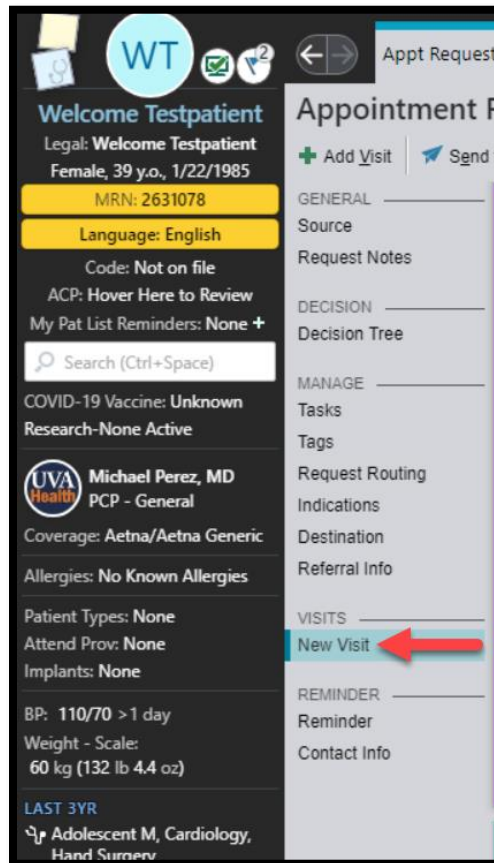 WT
2
Welcome Testpatient
Legal: Welcome Testpatient
Female, 39 y.o., 1/22/1985
MRN: 2631078
Language: English
Code: Not on file
ACP: Hover Here to Review
My Pat List Reminders: None +
Search (Ctrl+Space)
COVID-19 Vaccine: Unknown
Research-None Active
UVA Health
Michael Perez, MD
PCP - General
Coverage: Aetna/Aetna Generic
Allergies: No Known Allergies
Patient Types: None
Attend Prov: None
Implants: None
BP: 110/70 >1 day
Weight - Scale:
60 kg (132 lb 4.4 oz)
LAST 3YR
Adolescent M, Cardiology,
Hand Surgery
Appt Request
Appointment
+ Add Visit
Send
GENERAL
Source
Request Notes
DECISION
Decision Tree
MANAGE
Tasks
Tags
Request Routing
Indications
Destination
Referral Info
VISITS
New Visit
REMINDER
Reminder
Contact Info